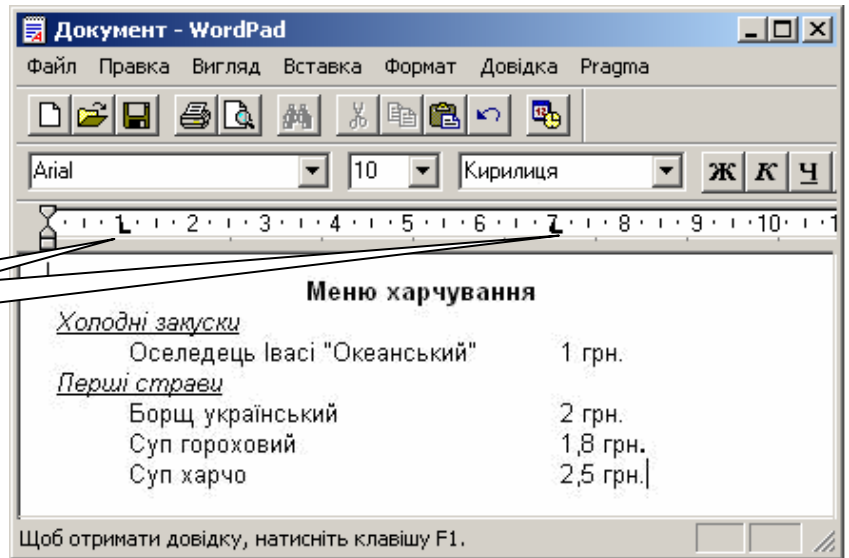 Документ - WordPad
Файл Правка Вигляд Вставка Формат Довідка Pragma
Arial 10 Кирилиця Ж К Ч
1 2 3 4 5 6 7 8 9 10 1
Меню харчування
Холодні закуски
Оселедець Івасі "Океанський" 1 грн.
Перші страви
Борщ український 2 грн.
Суп гороховий 1,8 грн.
Суп харчо 2,5 грн.
Щоб отримати довідку, натисніть клавішу F1.